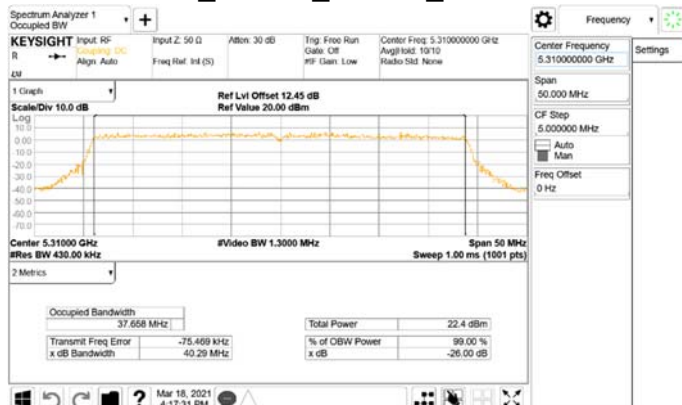 Spectrum Analyzer 1
Occupied BW
Frequency
KEYSIGHT
Input: RF
Coupling: DC
Align: Auto
Input Z: 50 Ω
Freq Ref: Int (S)
Atten: 30 dB
Trig: Free Run
Gate: Off
#IF Gain: Low
Center Freq: 5.310000000 GHz
Avg|Hold: 10/10
Radio Std: None
R
Center Frequency
5.310000000 GHz
Settings
Span
50.000 MHz
CF Step
5.000000 MHz
Auto
Man
Freq Offset
0 Hz
1 Graph
Scale/Div 10.0 dB
Ref Lvl Offset 12.45 dB
Ref Value 20.00 dBm
Log
10.0
0.00
-10.0
-20.0
-30.0
-40.0
-50.0
-60.0
-70.0
Center 5.31000 GHz
#Res BW 430.00 kHz
#Video BW 1.3000 MHz
Span 50 MHz
Sweep 1.00 ms (1001 pts)
2 Metrics
Occupied Bandwidth
37.658 MHz
Total Power 22.4 dBm
Transmit Freq Error -75.469 kHz
% of OBW Power 99.00 %
x dB Bandwidth 40.29 MHz
x dB -26.00 dB
Mar 18, 2021
4:17:31 PM